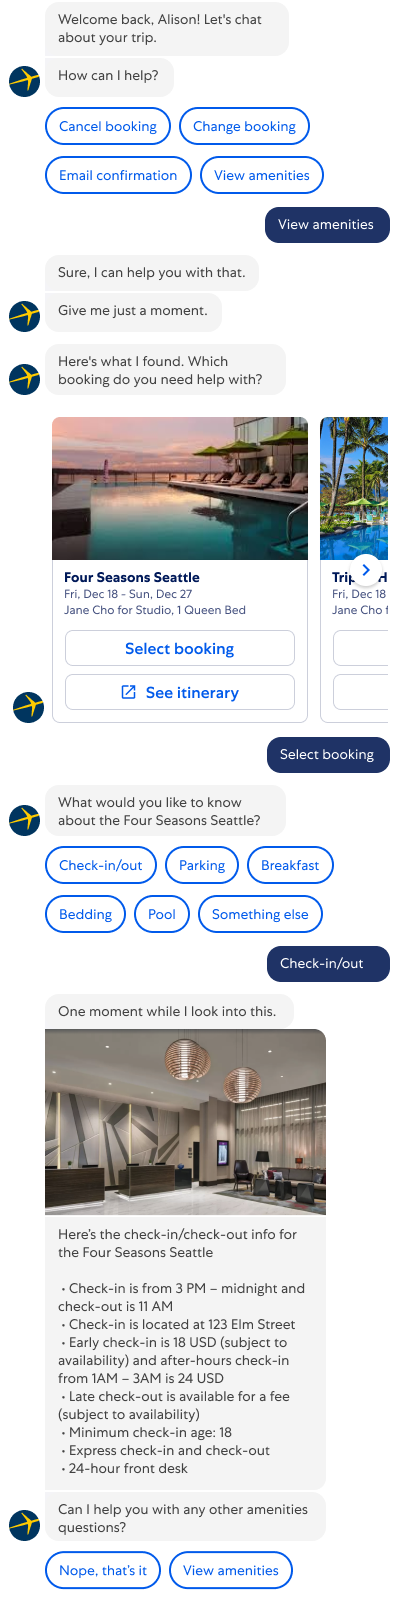 Welcome back, Alison! Let's chat
about your trip.
How can I help?
Cancel booking
Change booking
Email confirmation
View amenities
View amenities
Sure, I can help you with that.
Give me just a moment.
Here's what I found. Which
booking do you need help with?
Four Seasons Seattle
Fri, Dec 18 - Sun, Dec 27
Jane Cho for Studio, 1 Queen Bed
Select booking
See itinerary
Fri, Dec 18
Jane Cho f
Select booking
What would you like to know
about the Four Seasons Seattle?
Check-in/out
Parking
Breakfast
Bedding
Pool
Something else
Check-in/out
One moment while I look into this.
Here’s the check-in/check-out info for
the Four Seasons Seattle
• Check-in is from 3 PM – midnight and
check-out is 11 AM
• Check-in is located at 123 Elm Street
• Early check-in is 18 USD (subject to
availability) and after-hours check-in
from 1AM – 3AM is 24 USD
• Late check-out is available for a fee
(subject to availability)
• Minimum check-in age: 18
• Express check-in and check-out
• 24-hour front desk
Can I help you with any other amenities
questions?
Nope, that’s it
View amenities